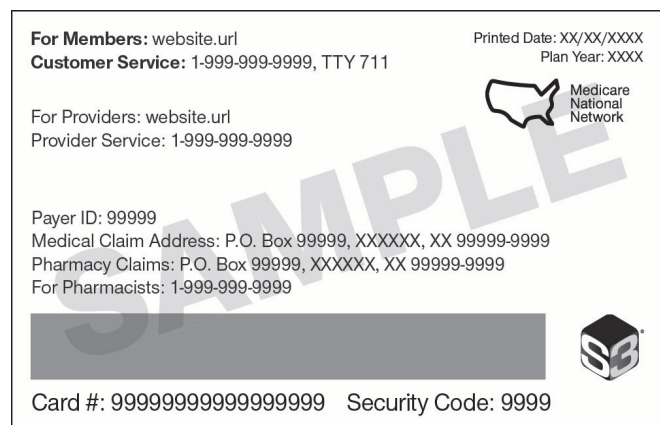 For Members: website.url
Customer Service: 1-999-999-9999, TTY 711
Printed Date: XX/XX/XXXX
Plan Year: XXXX
Medicare
National
Network
For Providers: website.url
Provider Service: 1-999-999-9999
SAMPLE
Payer ID: 99999
Medical Claim Address: P.O. Box 99999, XXXXXX, XX 99999-9999
Pharmacy Claims: P.O. Box 99999, XXXXXX, XX 99999-9999
For Pharmacists: 1-999-999-9999
S3
Card #: 99999999999999999 Security Code: 9999